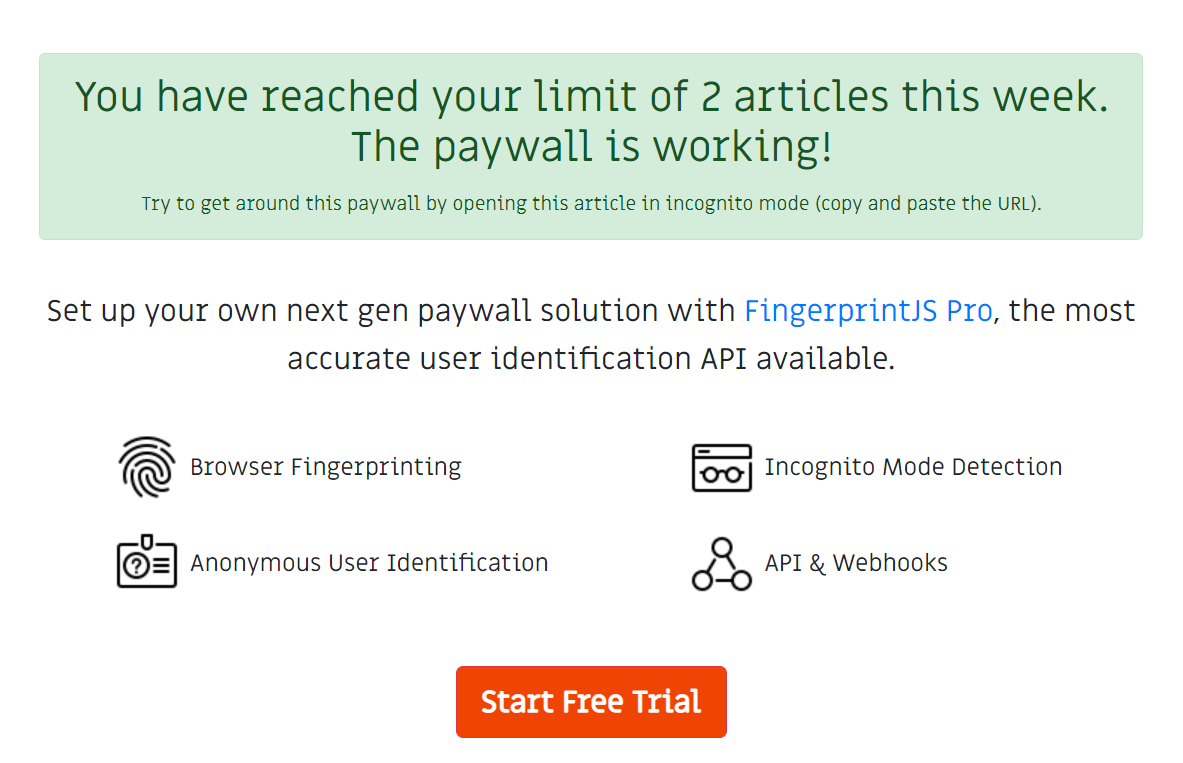 You have reached your limit of 2 articles this week.
The paywall is working!
Try to get around this paywall by opening this article in incognito mode (copy and paste the URL).
Set up your own next gen paywall solution with FingerprintJS Pro, the most
accurate user identification API available.
Browser Fingerprinting
Incognito Mode Detection
Anonymous User Identification
API & Webhooks
Start Free Trial